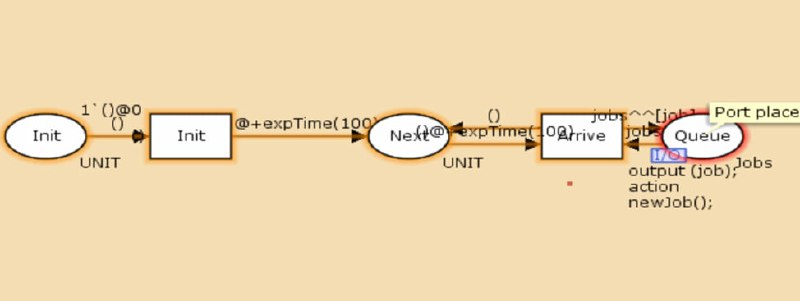 1`()@0
()
Init
UNIT
Init
@+expTime(100)
Next
UNIT
()
()@+expTime(100)
Arrive
jobs^^[job]
jobs
Queue
Port place
I/O
Jobs
output (job);
action
newJob();